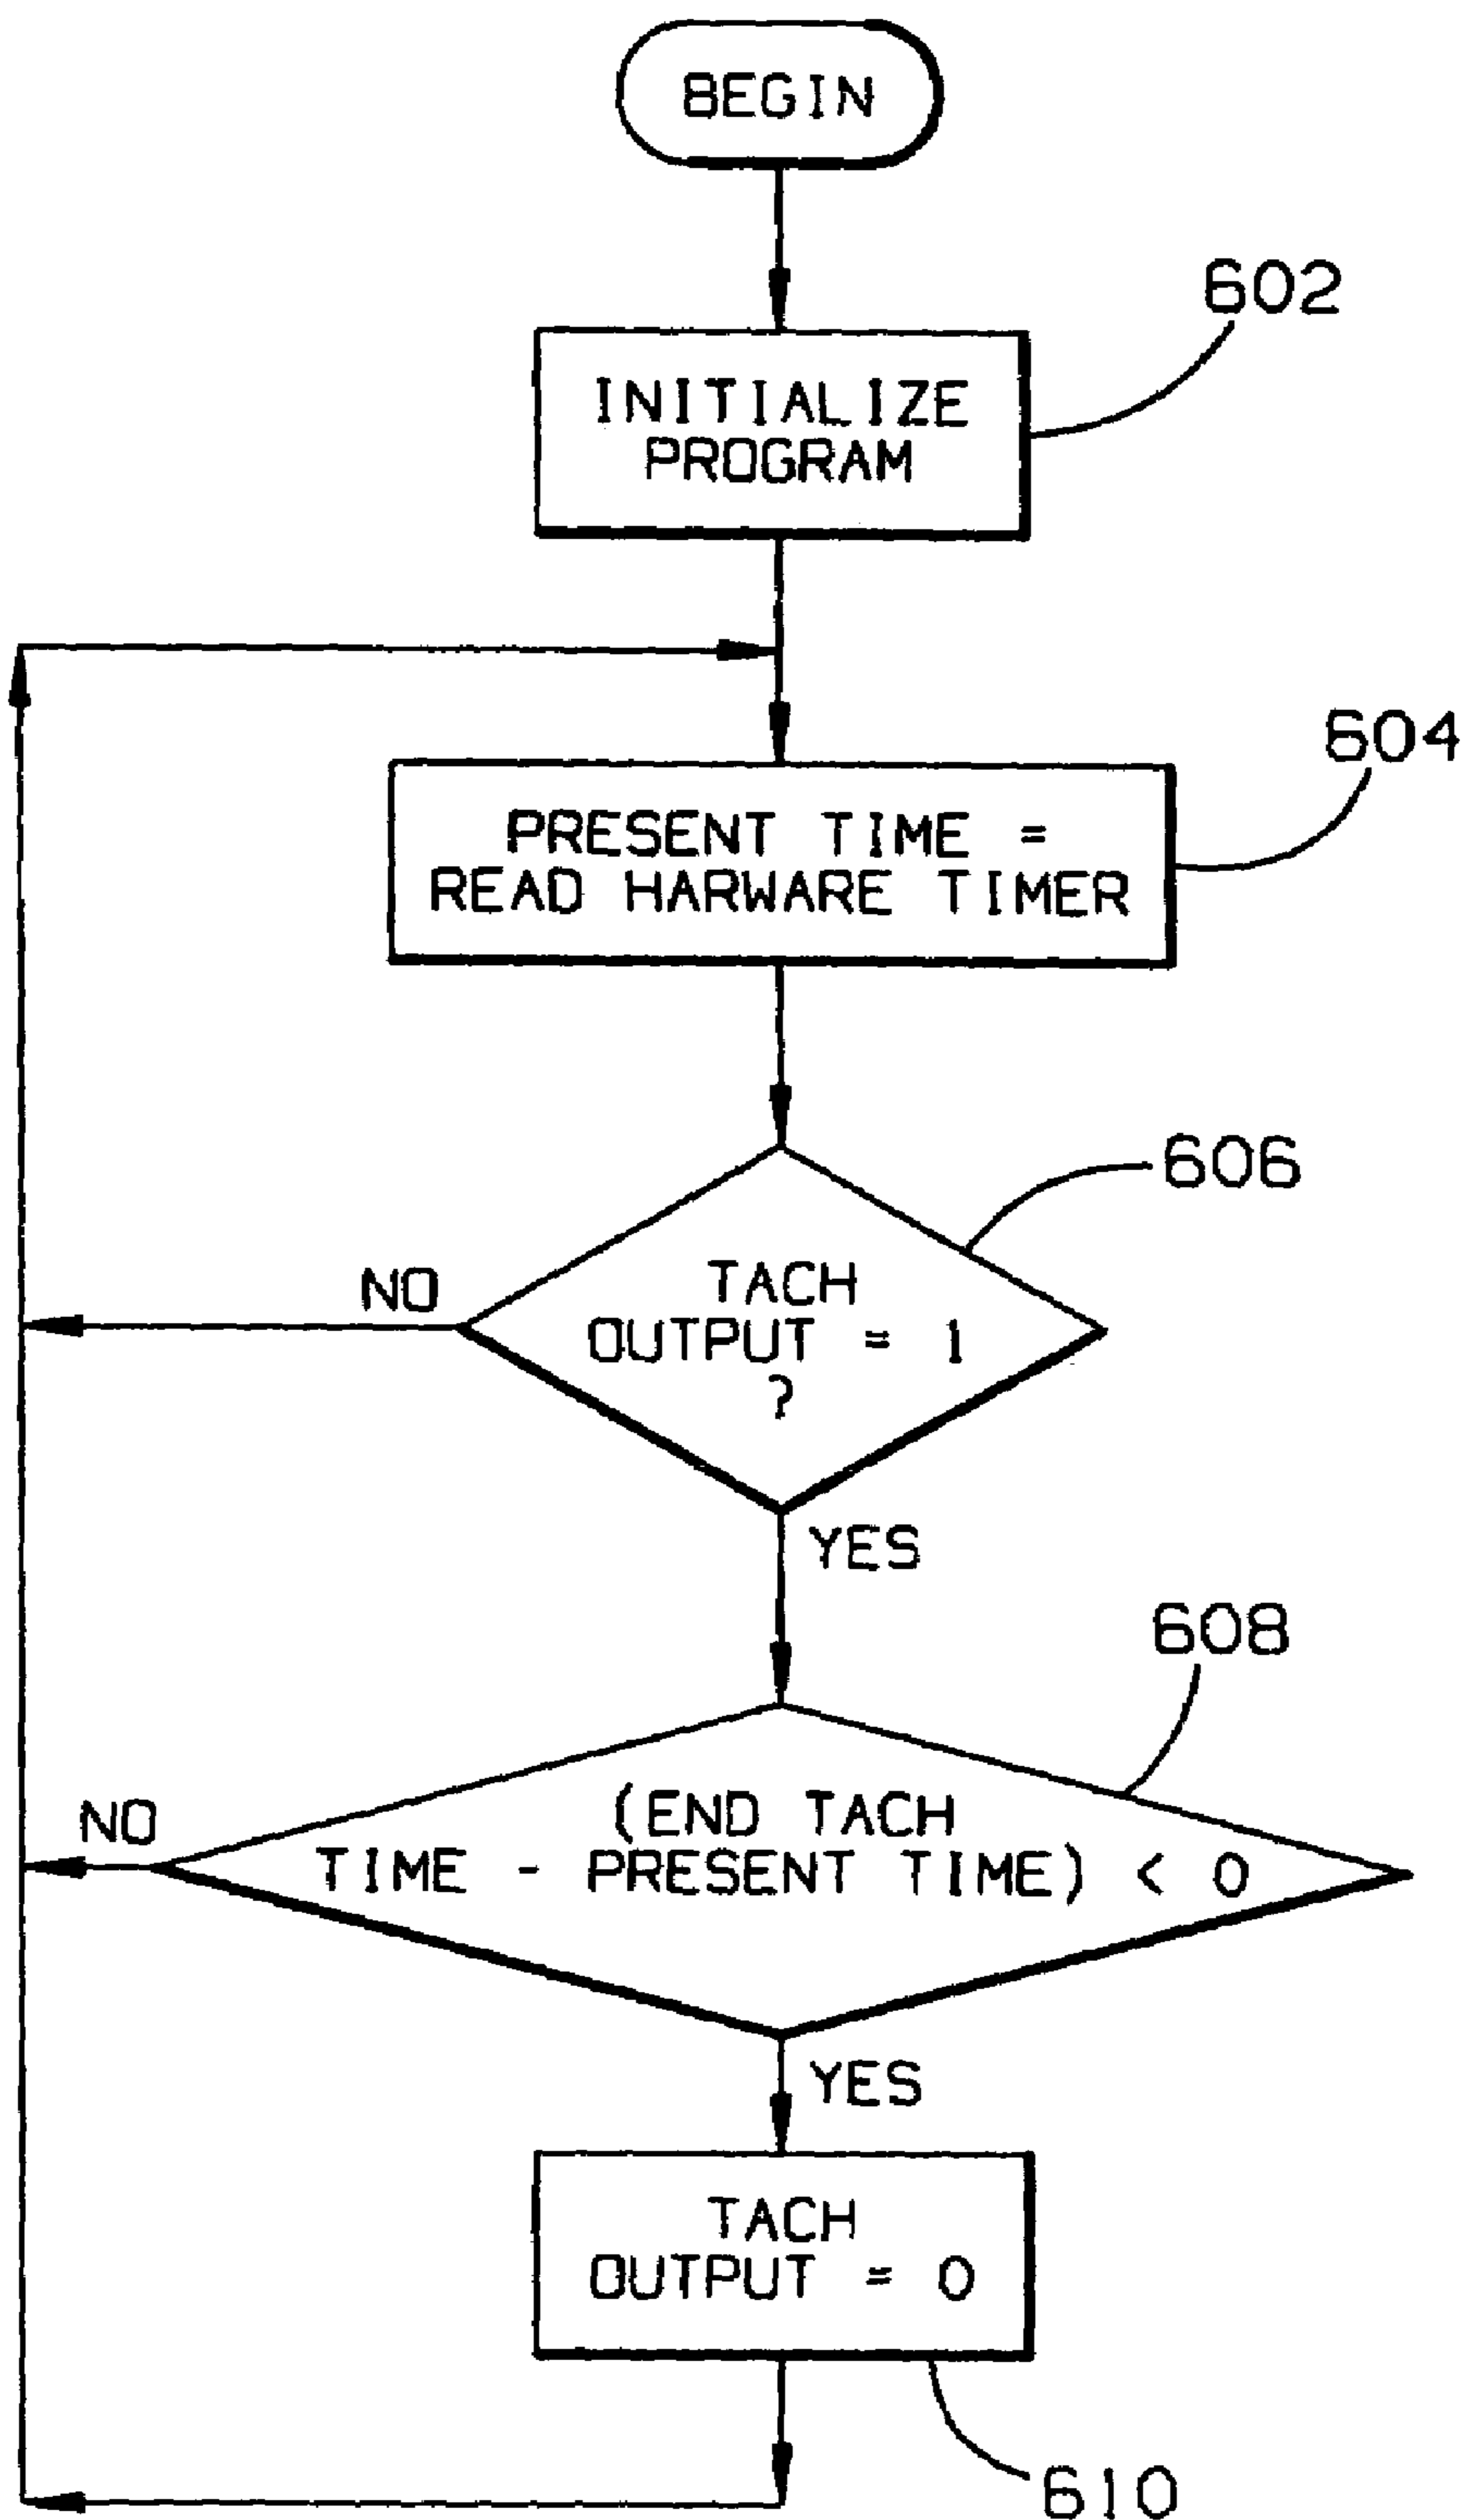 BEGIN
602
INITIALIZE
PROGRAM
604
PRESENT TIME =
READ HARWARE TIMER
606
NO
TACH
OUTPUT = 1
?
YES
608
NO
(END TACH
TIME - PRESENT TIME) < 0
YES
TACH
OUTPUT = 0
610